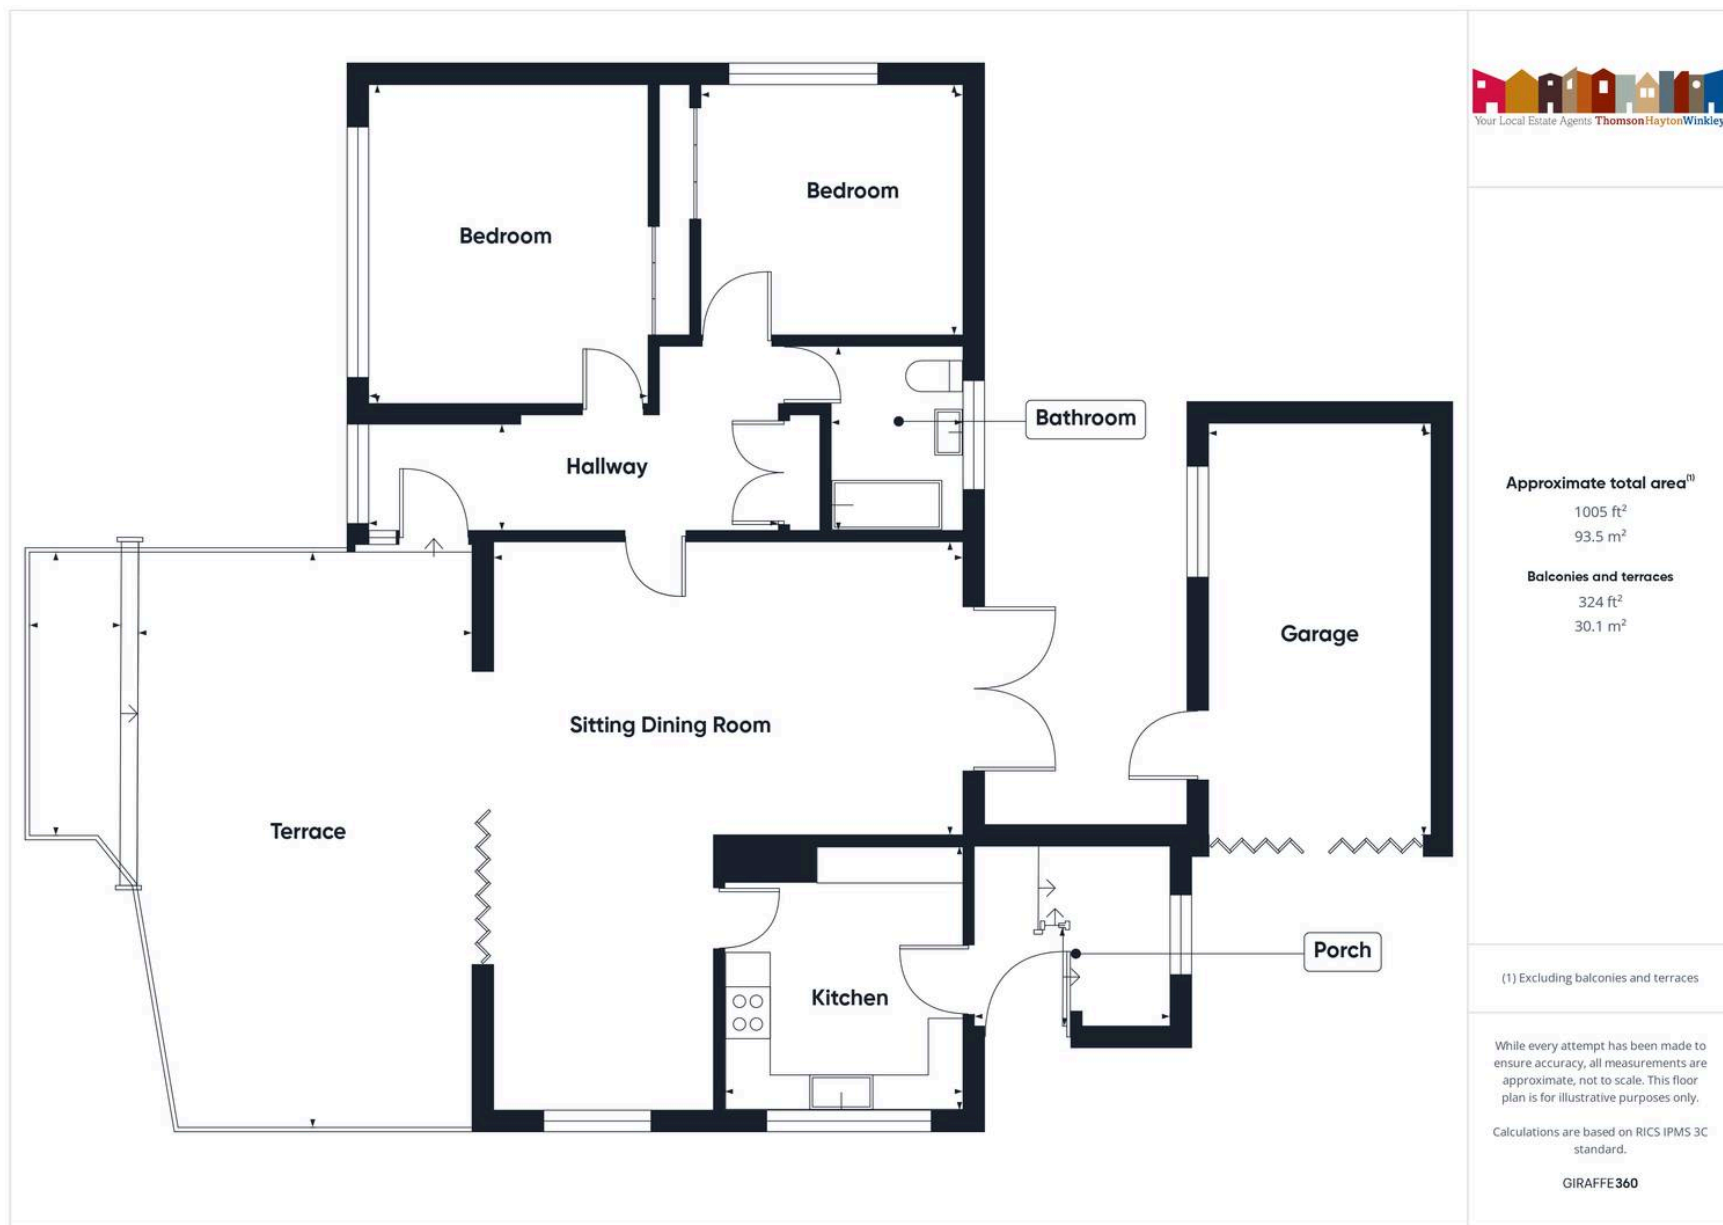 Bedroom
Bedroom
Bathroom
Hallway
Garage
Sitting Dining Room
Terrace
Porch
Kitchen
Your Local Estate Agents ThomsonHaytonWinkley
Approximate total area(1)
1005 ft²
93.5 m²
Balconies and terraces
324 ft²
30.1 m²
(1) Excluding balconies and terraces
While every attempt has been made to
ensure accuracy, all measurements are
approximate, not to scale. This floor
plan is for illustrative purposes only.
Calculations are based on RICS IPMS 3C
standard.
GIRAFFE360